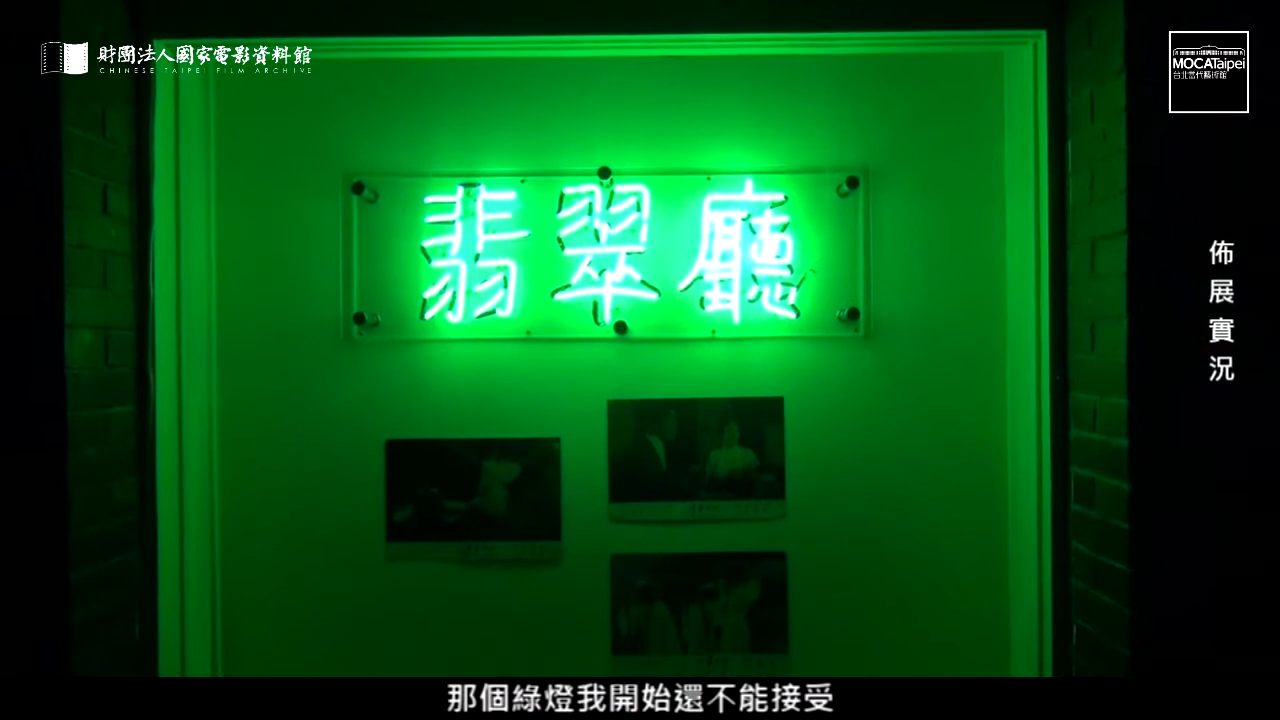 財團法人國家電影資料館
CHINESE TAIPEI FILM ARCHIVE
MOCATaipei
台北當代藝術館
翡翠廳
佈展實況
那個綠燈我開始還不能接受